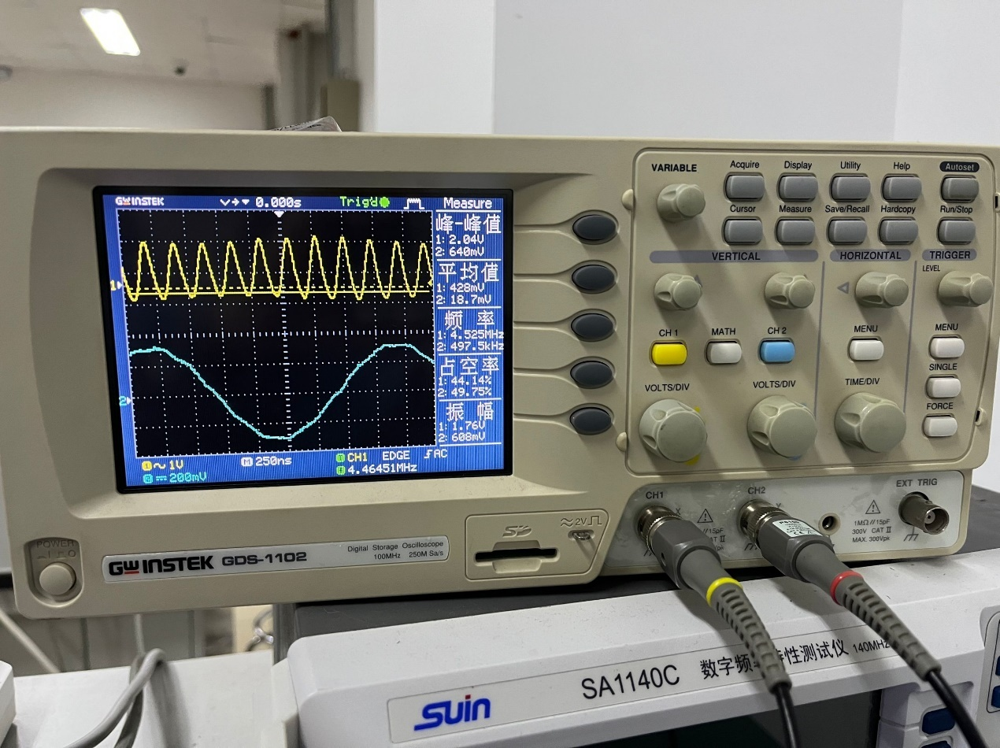 GWINSTEK
0.000s
Trig'd
Measure
峰-峰值
1: 2.04V
2: 640mV
平均值
1: 428mV
2: 18.7mV
频 率
1: 4.525MHz
2: 497.5kHz
占空率
1: 44.14%
2: 49.75%
振 幅
1: 1.76V
2: 608mV
1
2
1 1V
M 250ns
CH1 EDGE AC
2 200mV
4.46451MHz
VARIABLE
Acquire
Display
Utility
Help
Autoset
Cursor
Measure
Save/Recall
Hardcopy
Run/Stop
VERTICAL
HORIZONTAL
TRIGGER
LEVEL
CH 1
MATH
CH 2
MENU
MENU
SINGLE
VOLTS/DIV
VOLTS/DIV
TIME/DIV
FORCE
CH1
CH2
EXT TRIG
X
Y
1MΩ//15pF
300V CAT II
MAX. 300Vpk
POWER
GWINSTEK GDS-1102
Digital Storage Oscilloscope
100MHz 250M Sa/s
SD
2V
SUin
SA1140C
数字频
性测试仪
140MHz